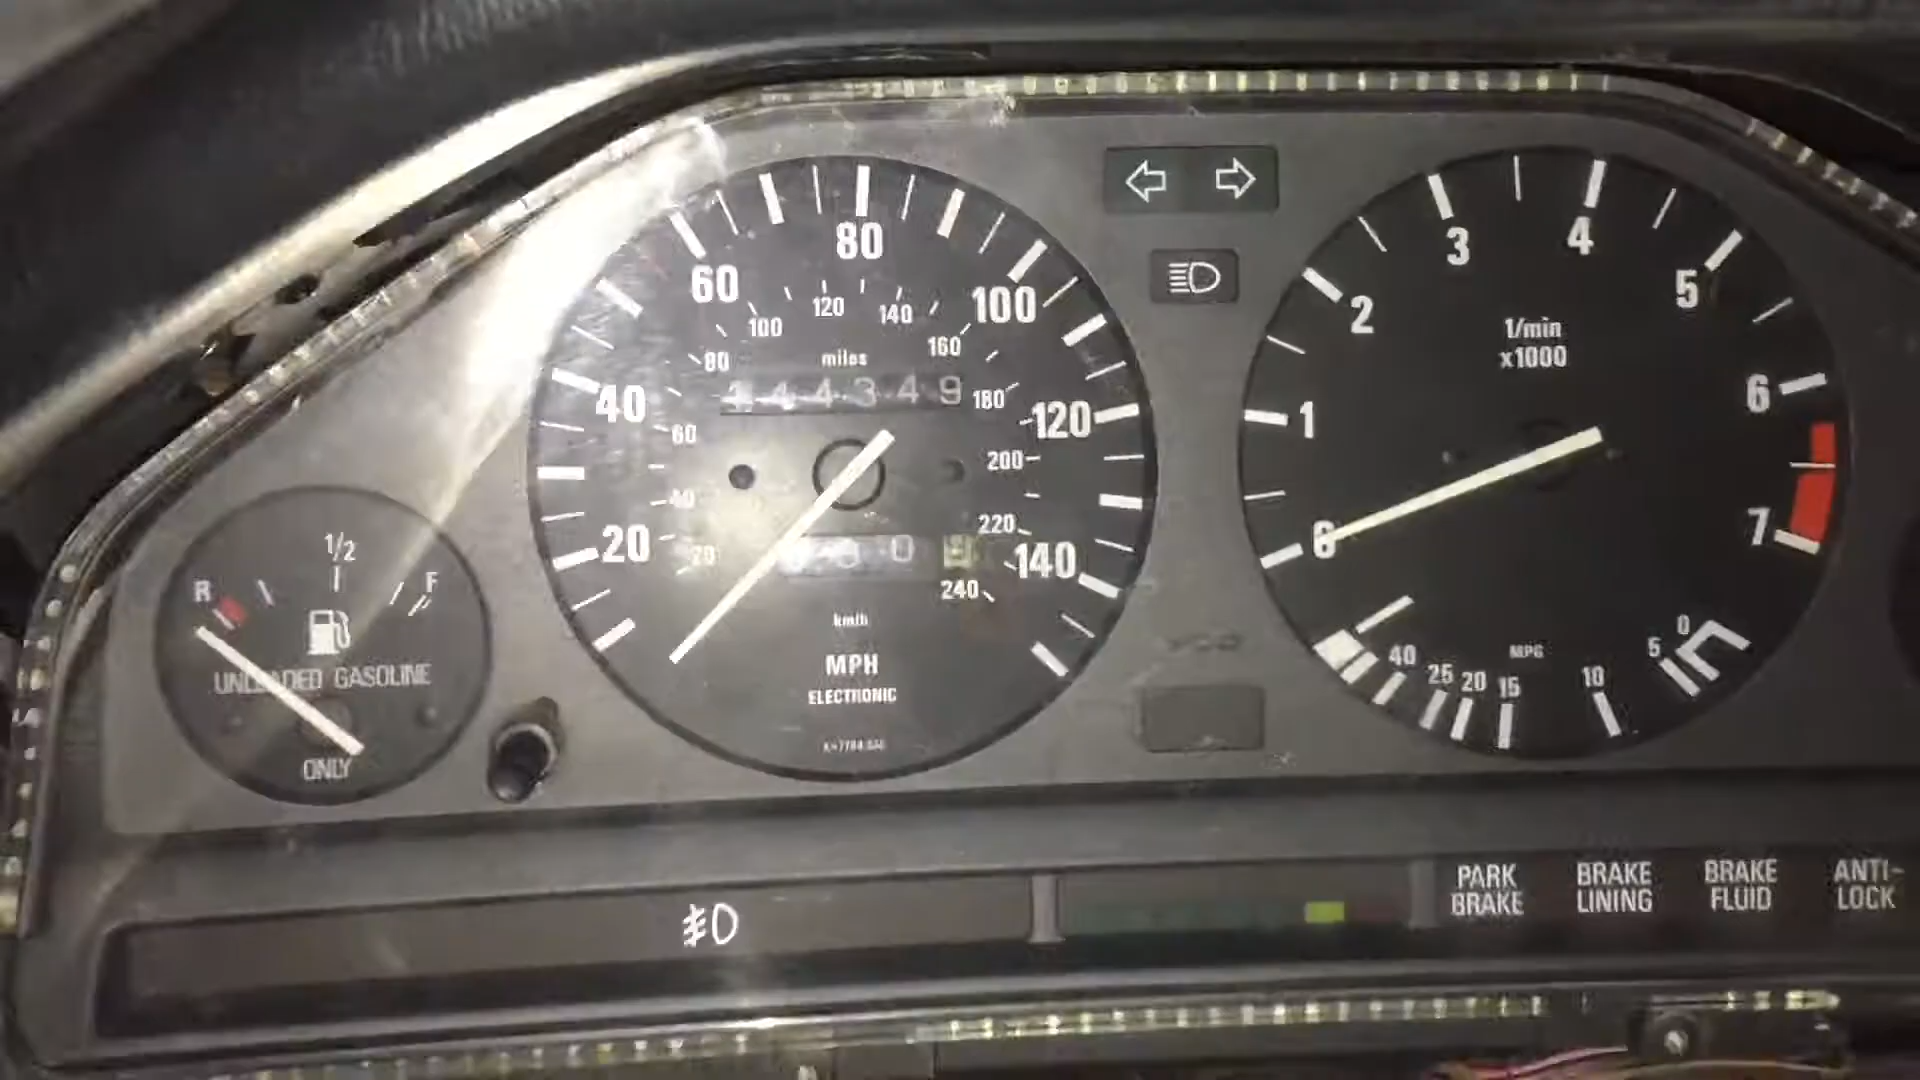 80
60
100
120
140
100
160
miles
80
40
144349
180
60
120
200
40
220
20
20
140
240
km/h
MPH
ELECTRONIC
1/2
R
F
UNLEADED GASOLINE
ONLY
3
4
2
5
1/min
x1000
1
6
0
7
40
25
20
15
MPG
10
5
0
PARK
BRAKE
BRAKE
LINING
BRAKE
FLUID
ANTI-
LOCK